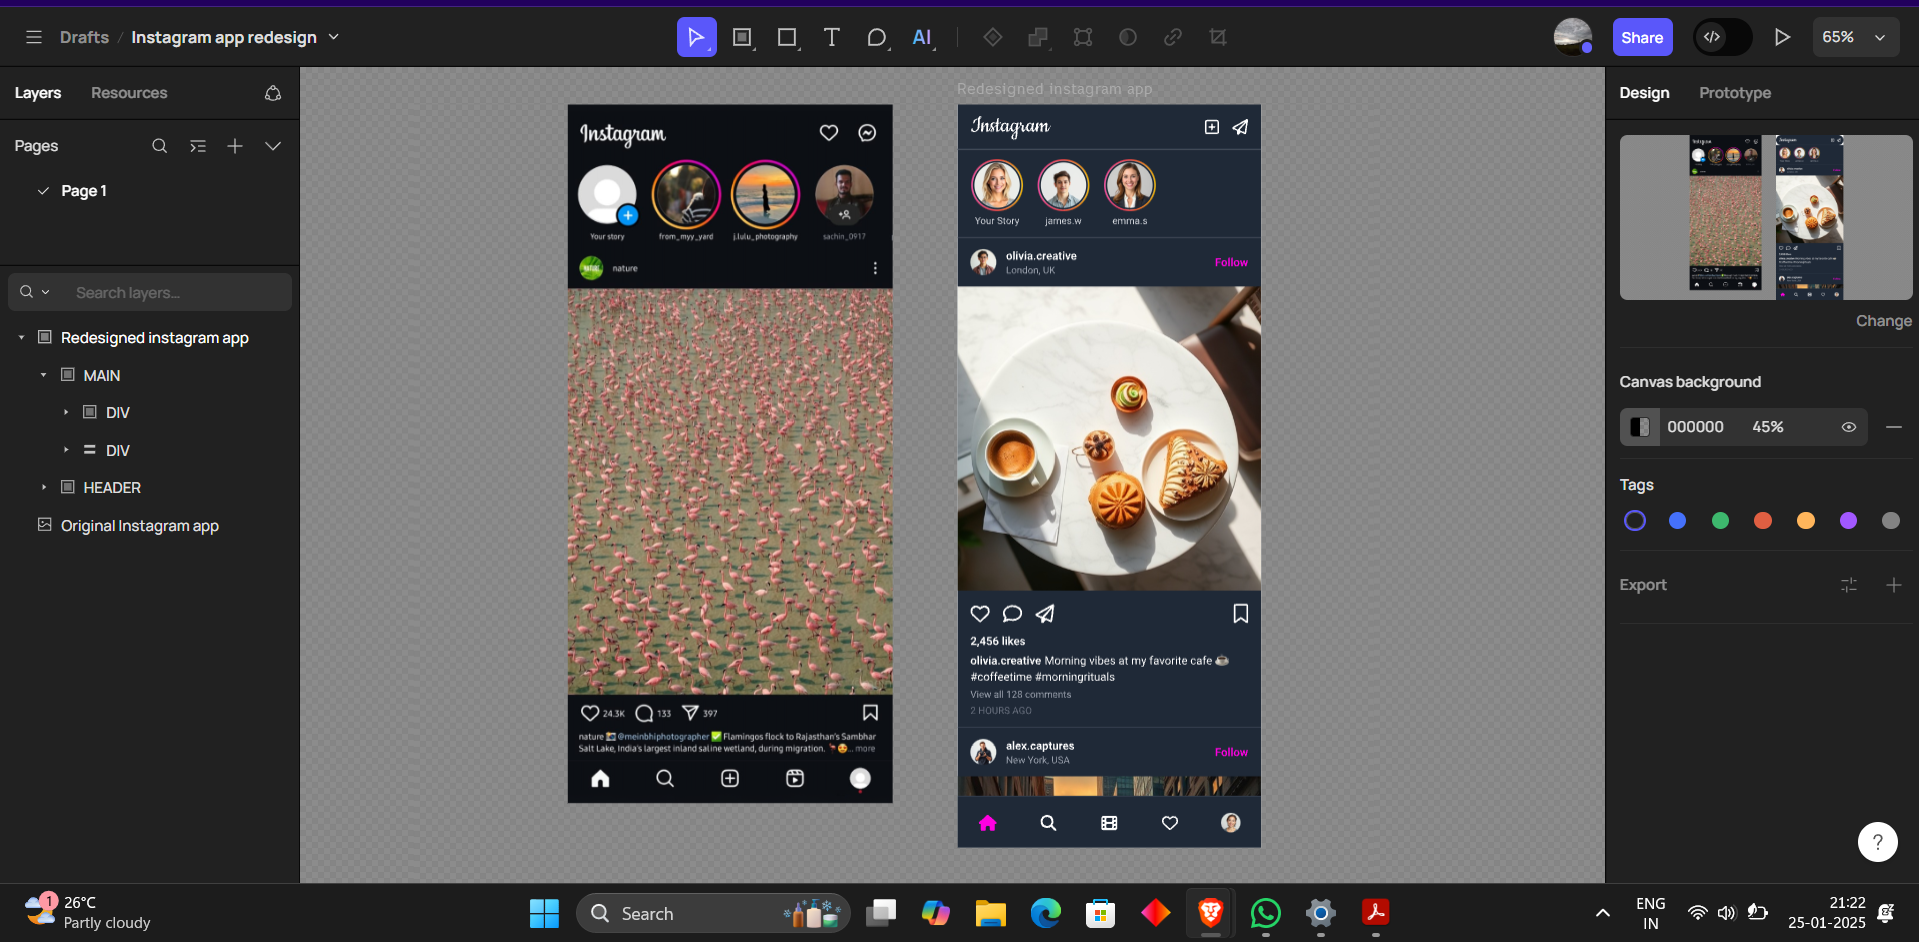 Drafts / Instagram app redesign
AI
Share
65%
Layers
Resources
Pages
Page 1
Search layers...
Redesigned instagram app
MAIN
DIV
DIV
HEADER
Original Instagram app
Instagram
Your story
from_myy_yard
j.lulu_photography
sachin_0917
nature
24.3K
133
397
nature 📸 @meinbhiphotographer ✅ Flamingos flock to Rajasthan's Sambhar
Salt Lake, India's largest inland saline wetland, during migration. 🦩😍... more
Redesigned instagram app
Instagram
Your Story
james.w
emma.s
olivia.creative
London, UK
Follow
2,456 likes
olivia.creative Morning vibes at my favorite cafe ☕
#coffeetime #morningrituals
View all 128 comments
2 HOURS AGO
alex.captures
New York, USA
Follow
Design
Prototype
Change
Canvas background
000000
45%
Tags
Export
?
1
26°C
Partly cloudy
Search
ENG
IN
21:22
25-01-2025